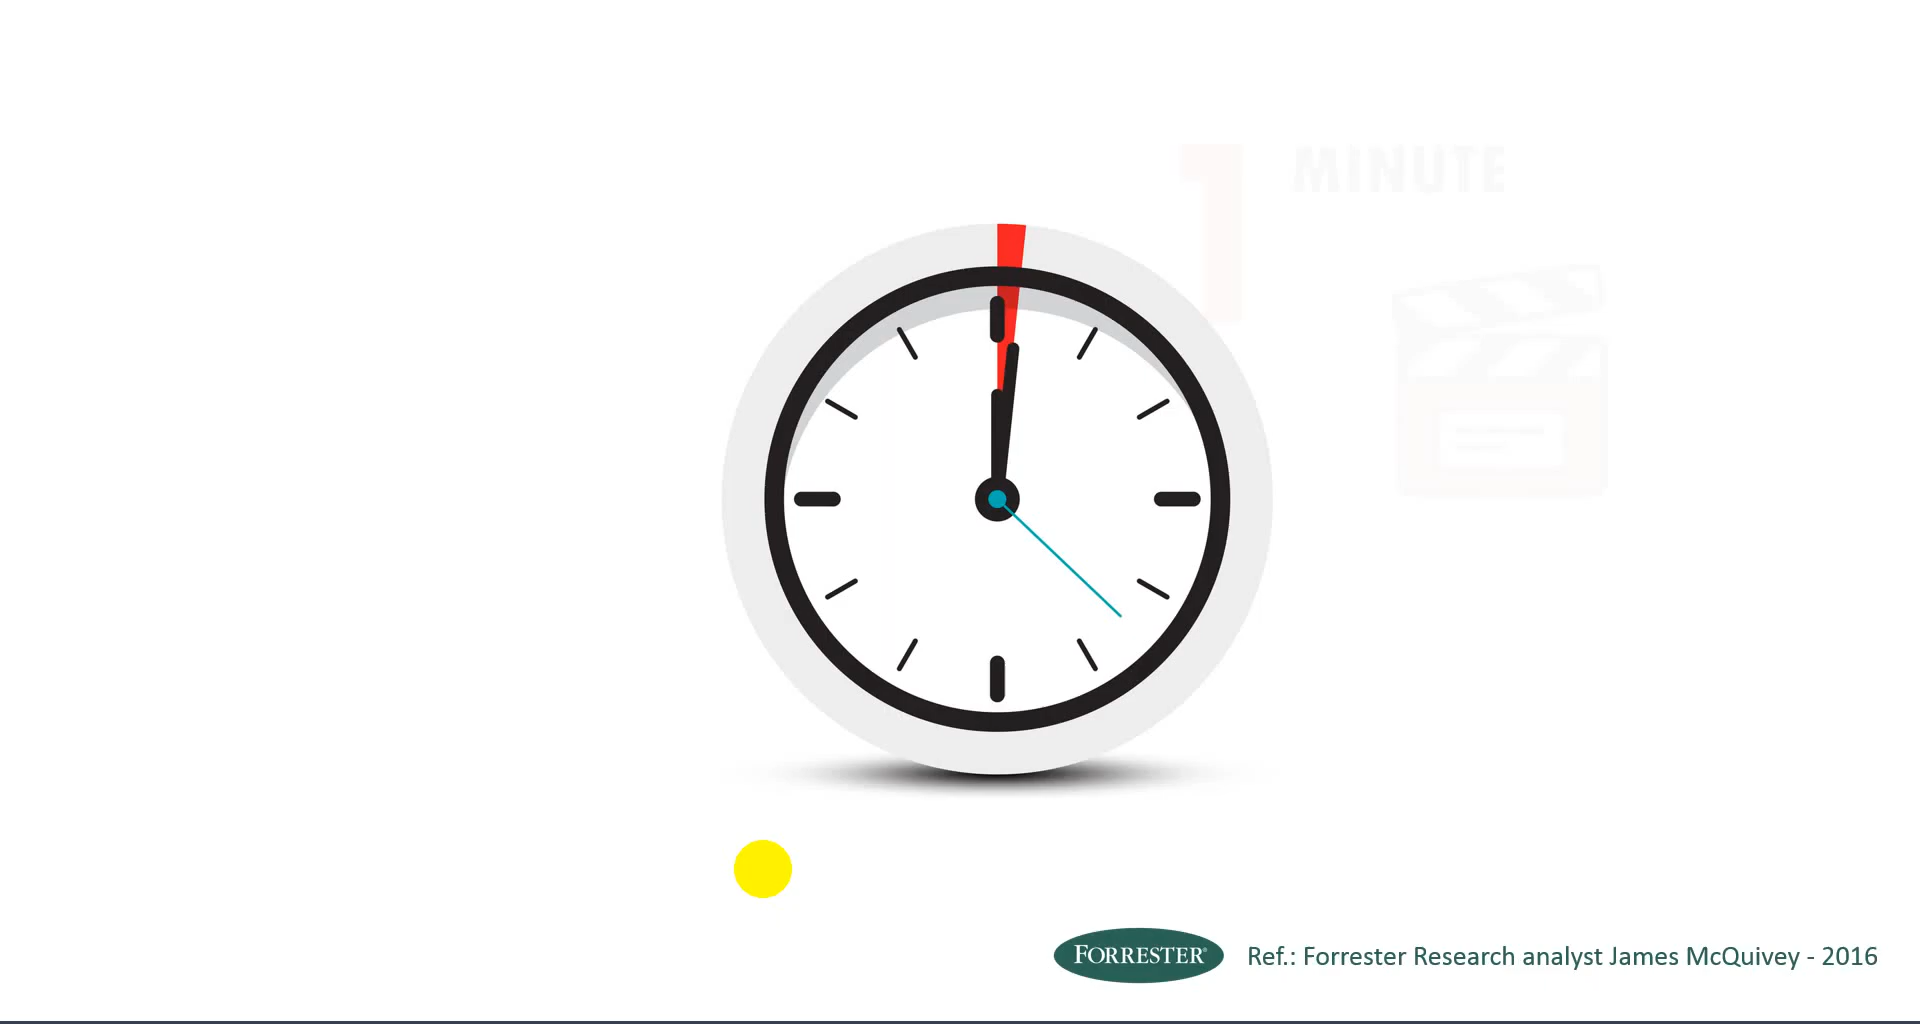 1 MINUTE
FORRESTER®
Ref.: Forrester Research analyst James McQuivey - 2016